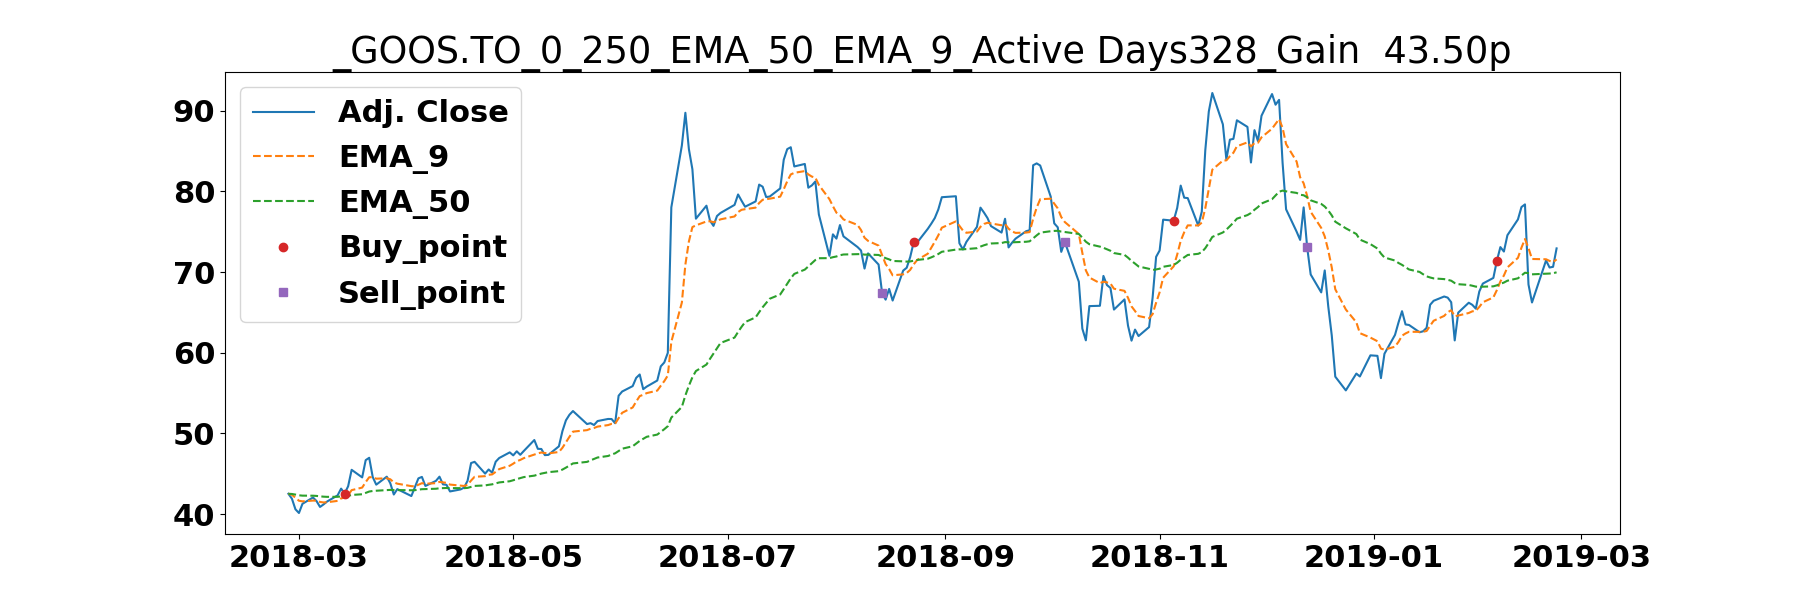 _GOOS.TO_0_250_EMA_50_EMA_9_Active Days328_Gain  43.50p
Adj. Close
EMA_9
EMA_50
Buy_point
Sell_point
90
80
70
60
50
40
2018-03 2018-05 2018-07 2018-09 2018-11 2019-01 2019-03